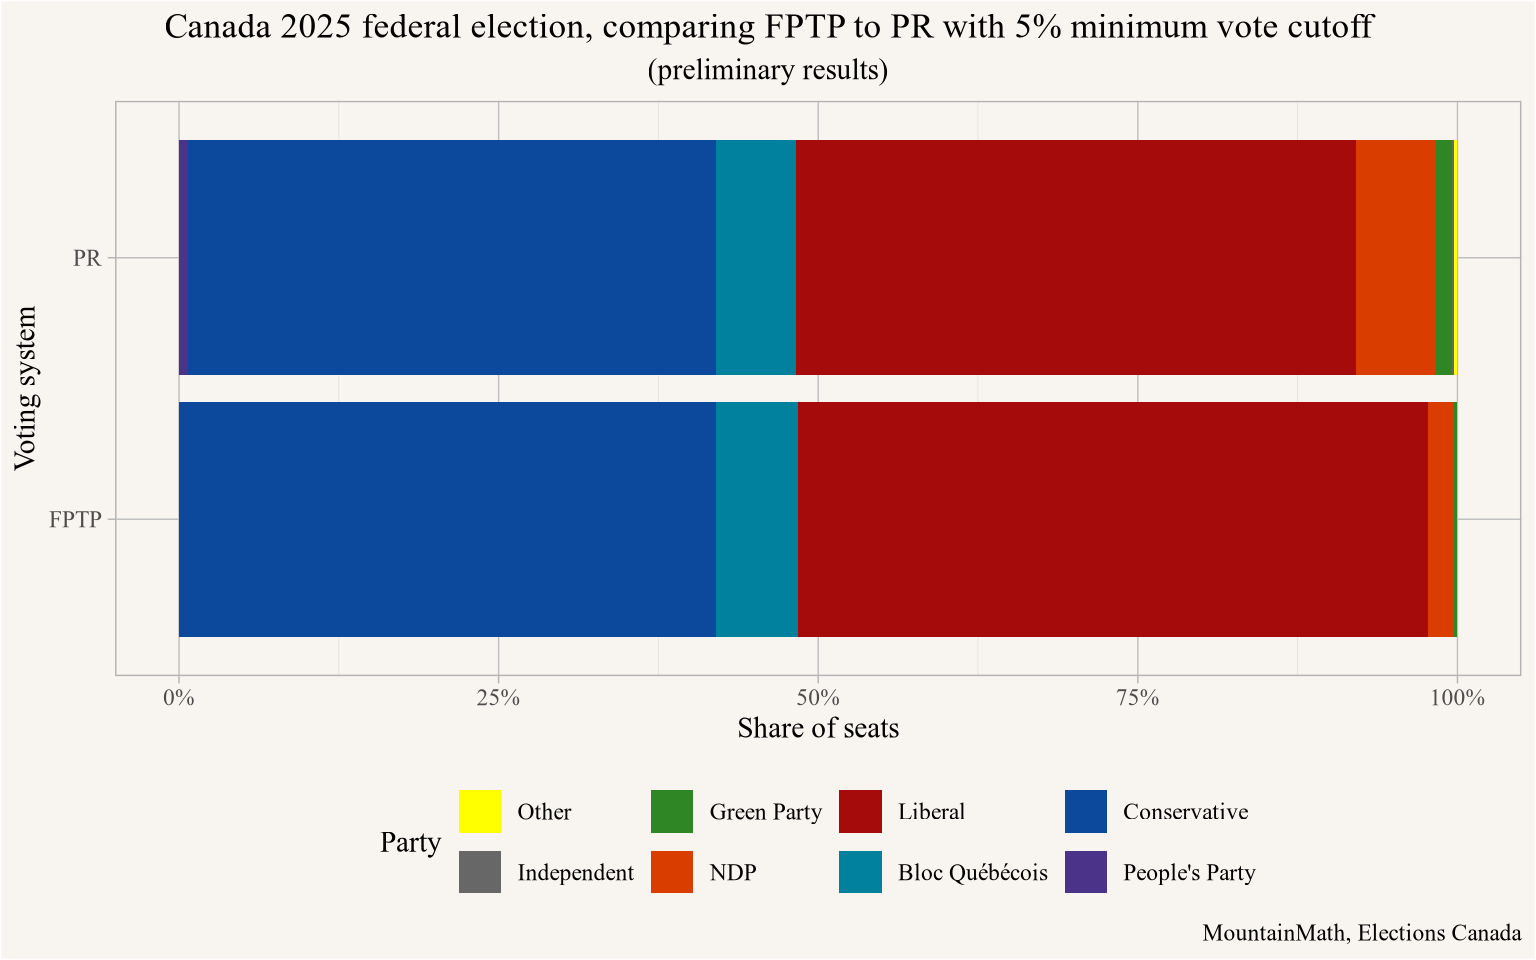 Canada 2025 federal election, comparing FPTP to PR with 5% minimum vote cutoff
(preliminary results)
Voting system
PR
FPTP
0% 25% 50% 75% 100%
Share of seats
Party
Other Green Party Liberal Conservative
Independent NDP Bloc Québécois People's Party
MountainMath, Elections Canada